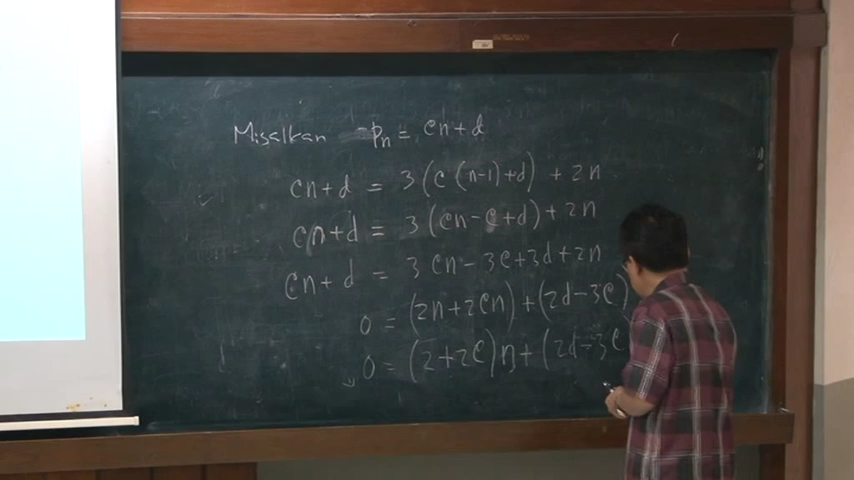 Misalkan Pn = cn+d
cn+d = 3(c(n-1)+d) + 2n
cn+d = 3(cn-c+d)+2n
cn+d = 3cn-3c+3d+2n
0 = (2n+2cn)+(2d-3c)
0 = (2+2c)n+(2d-3c